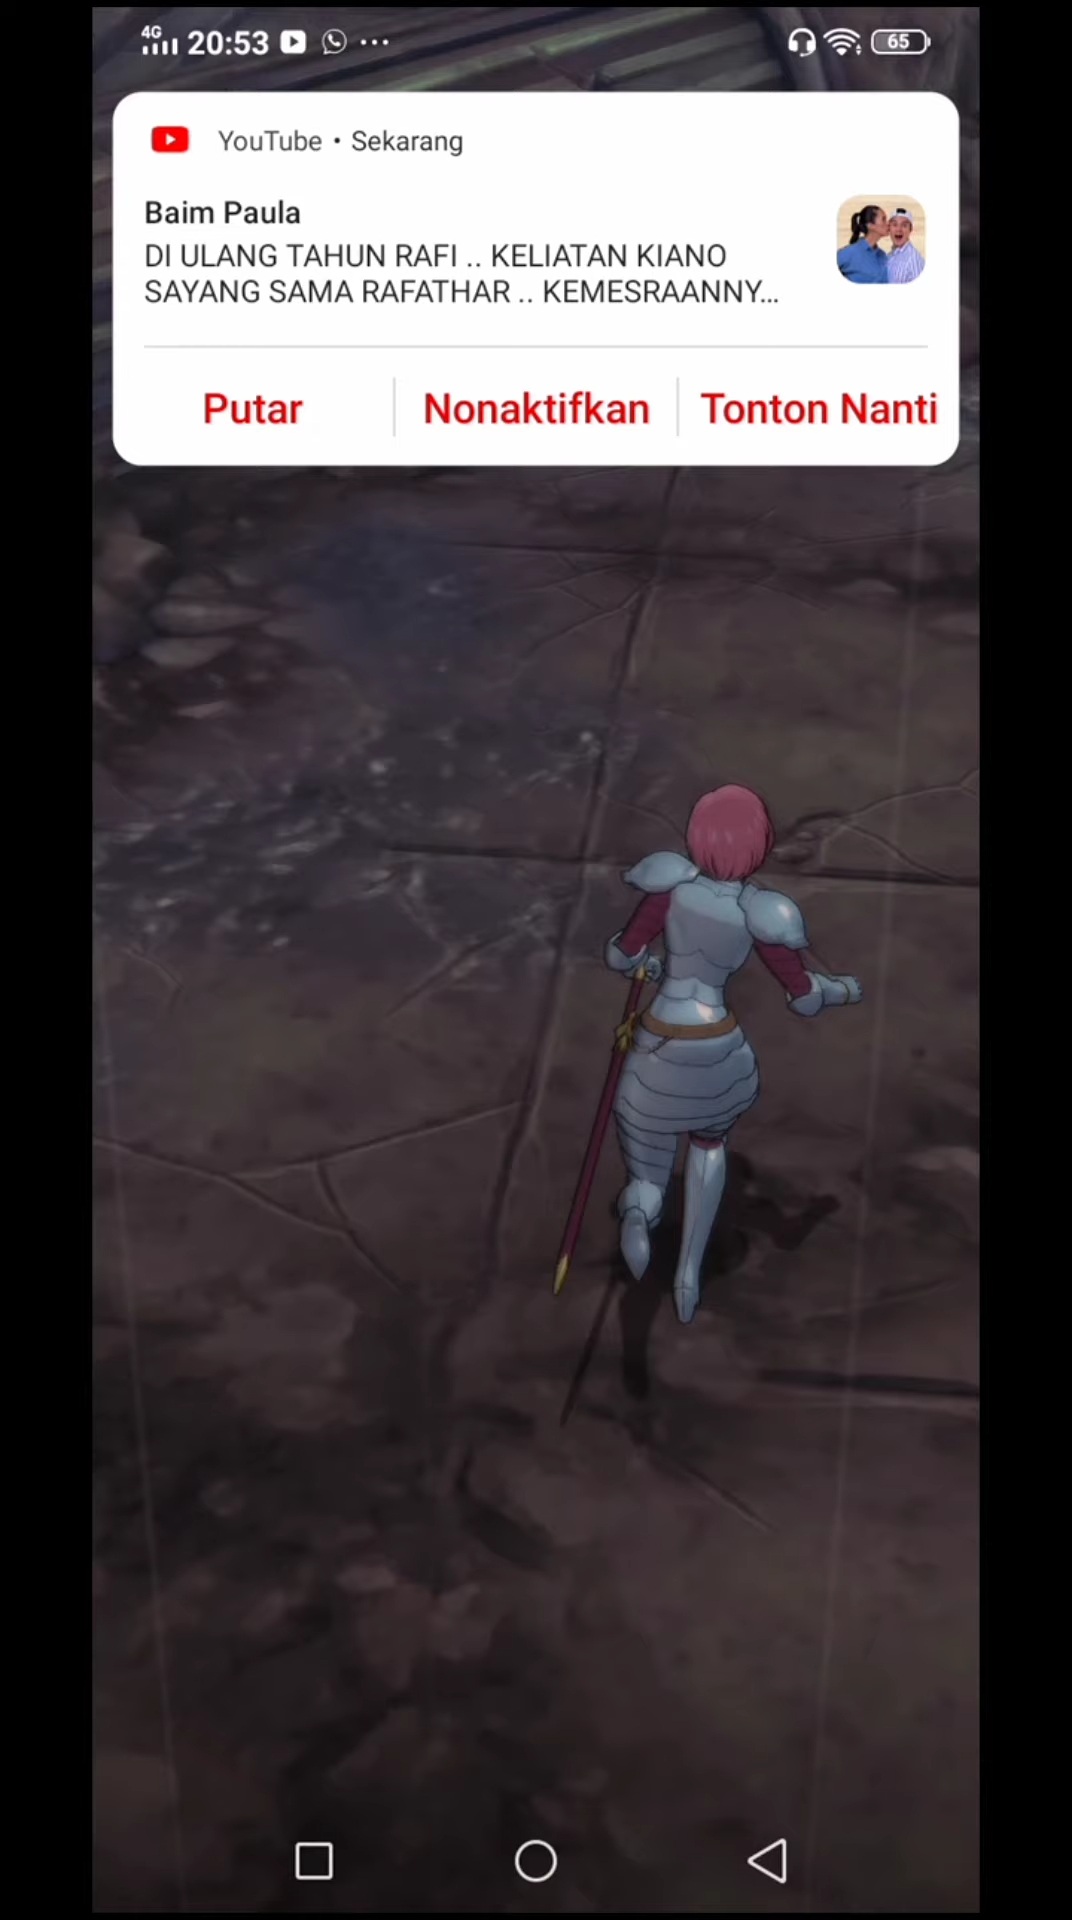 4G 20:53 65
YouTube • Sekarang
Baim Paula
DI ULANG TAHUN RAFI .. KELIATAN KIANO
SAYANG SAMA RAFATHAR .. KEMESRAANNY...
Putar Nonaktifkan Tonton Nanti